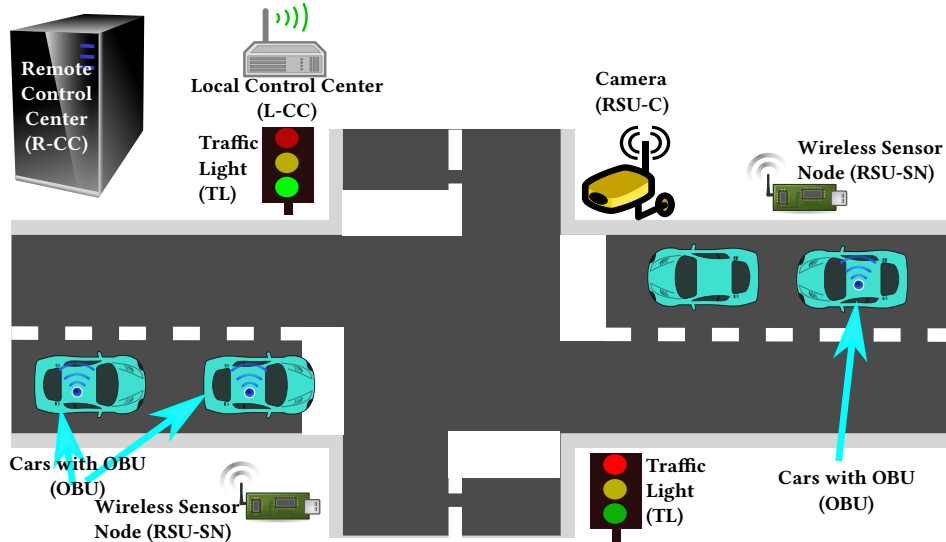 Remote
Control
Center
(R-CC)
Local Control Center
(L-CC)
Traffic
Light
(TL)
Camera
(RSU-C)
Wireless Sensor
Node (RSU-SN)
Cars with OBU
(OBU)
Wireless Sensor
Node (RSU-SN)
Traffic
Light
(TL)
Cars with OBU
(OBU)